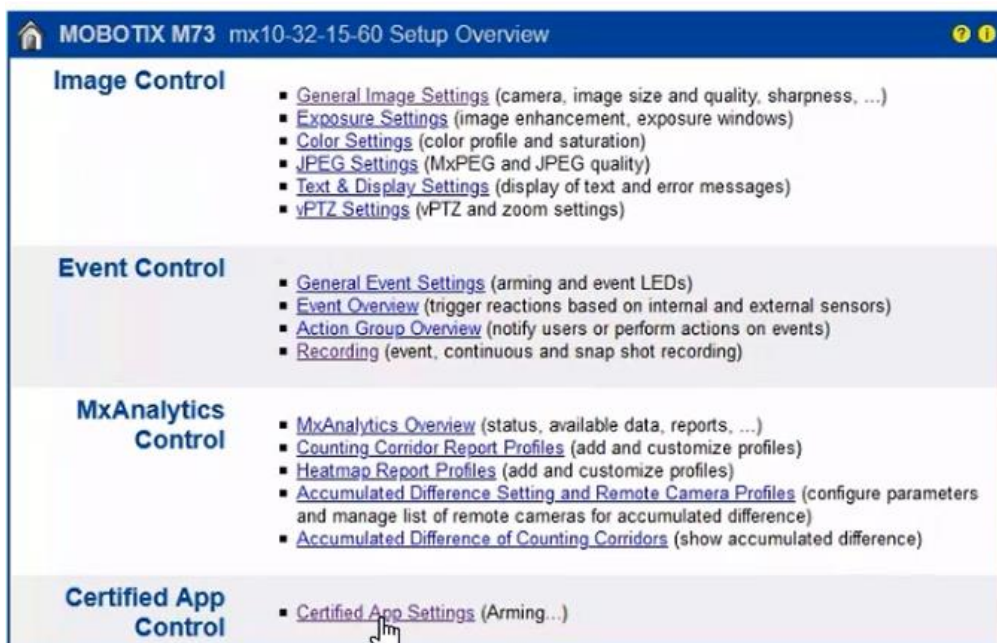 MOBOTIX M73 mx10-32-15-60 Setup Overview
? i
Image Control
General Image Settings (camera, image size and quality, sharpness, ...)
Exposure Settings (image enhancement, exposure windows)
Color Settings (color profile and saturation)
JPEG Settings (MxPEG and JPEG quality)
Text & Display Settings (display of text and error messages)
vPTZ Settings (vPTZ and zoom settings)
Event Control
General Event Settings (arming and event LEDs)
Event Overview (trigger reactions based on internal and external sensors)
Action Group Overview (notify users or perform actions on events)
Recording (event, continuous and snap shot recording)
MxAnalytics
Control
MxAnalytics Overview (status, available data, reports, ...)
Counting Corridor Report Profiles (add and customize profiles)
Heatmap Report Profiles (add and customize profiles)
Accumulated Difference Setting and Remote Camera Profiles (configure parameters
and manage list of remote cameras for accumulated difference)
Accumulated Difference of Counting Corridors (show accumulated difference)
Certified App
Control
Certified App Settings (Arming...)